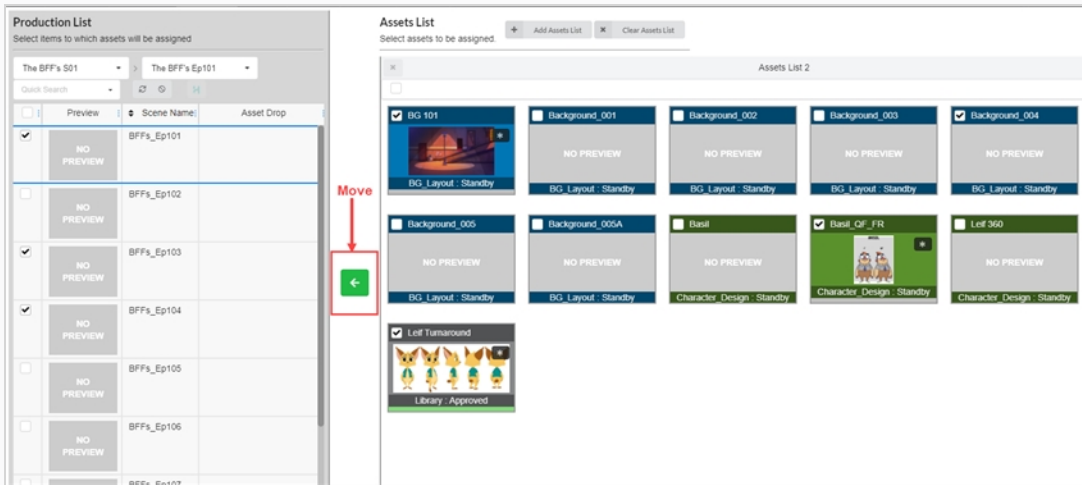 Production List
Select items to which assets will be assigned
The BFF's S01 > The BFF's Ep101
Quick Search
Preview Scene Name Asset Drop
NO PREVIEW BFFs_Ep101
NO PREVIEW BFFs_Ep102
NO PREVIEW BFFs_Ep103
NO PREVIEW BFFs_Ep104
NO PREVIEW BFFs_Ep105
NO PREVIEW BFFs_Ep106
BFFs_Ep107
Move
Assets List
Select assets to be assigned.
Add Assets List Clear Assets List
Assets List 2
BG 101 Background_001 Background_002 Background_003 Background_004
NO PREVIEW NO PREVIEW NO PREVIEW NO PREVIEW
BG_Layout : Standby BG_Layout : Standby BG_Layout : Standby BG_Layout : Standby BG_Layout : Standby
Background_005 Background_005A Basil Basil_QF_FR Leif 360
NO PREVIEW NO PREVIEW NO PREVIEW NO PREVIEW
BG_Layout : Standby BG_Layout : Standby Character_Design : Standby Character_Design : Standby Character_Design : Standby
Leif Turnaround
Library : Approved